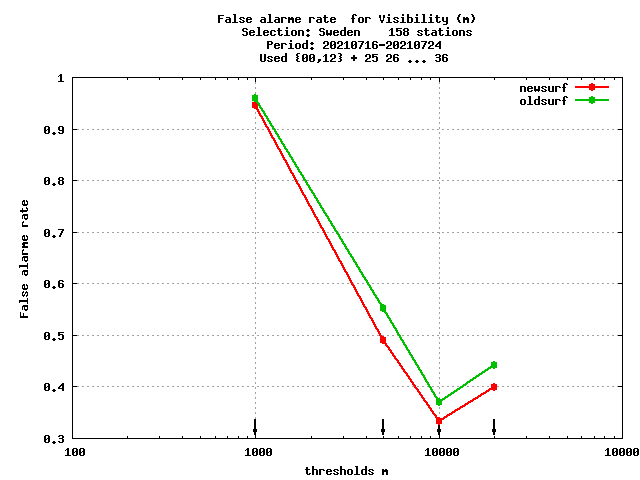 False alarme rate  for Visibility (m)
Selection: Sweden    158 stations
Period: 20210716-20210724
Used {00,12} + 25 26 ... 36
newsurf
oldsurf
1
0.9
0.8
0.7
0.6
0.5
0.4
0.3
False alarme rate
100
1000
10000
10000
thresholds m